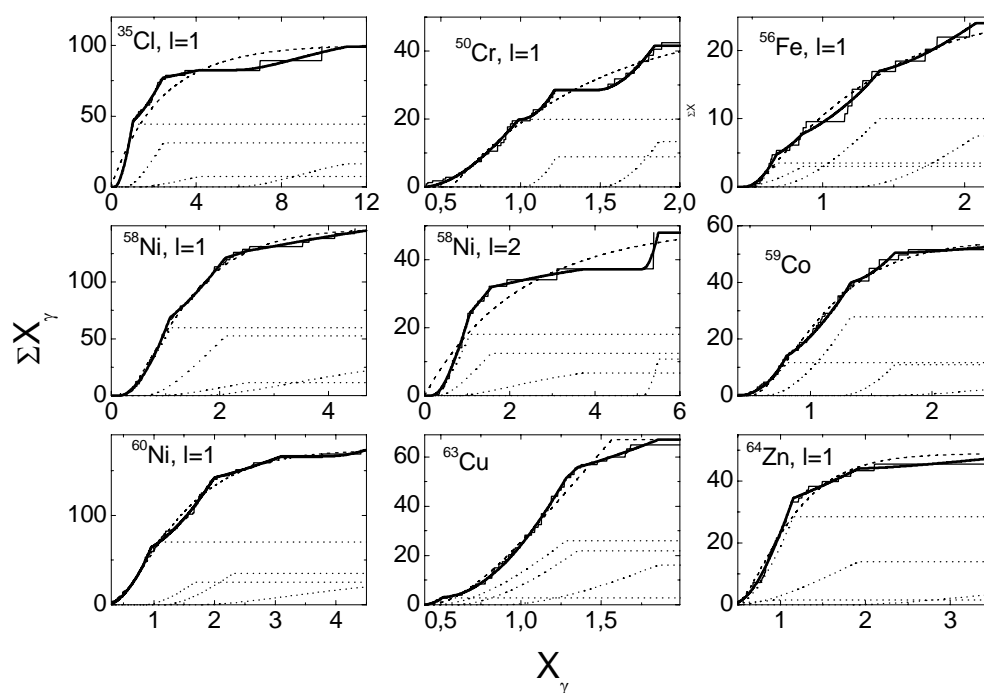 ³⁵Cl, l=1
100
50
0
0 4 8 12
⁵⁰Cr, l=1
40
20
0
0,5 1,0 1,5 2,0
⁵⁶Fe, l=1
ΣX
20
10
0
1 2
⁵⁸Ni, l=1
150
100
50
0
0 2 4
⁵⁸Ni, l=2
40
20
0
0 2 4 6
⁵⁹Co
60
40
20
0
1 2
⁶⁰Ni, l=1
100
0
1 2 3 4
⁶³Cu
60
40
20
0
0,5 1,0 1,5
⁶⁴Zn, l=1
40
20
0
1 2 3
ΣXγ
Xγ